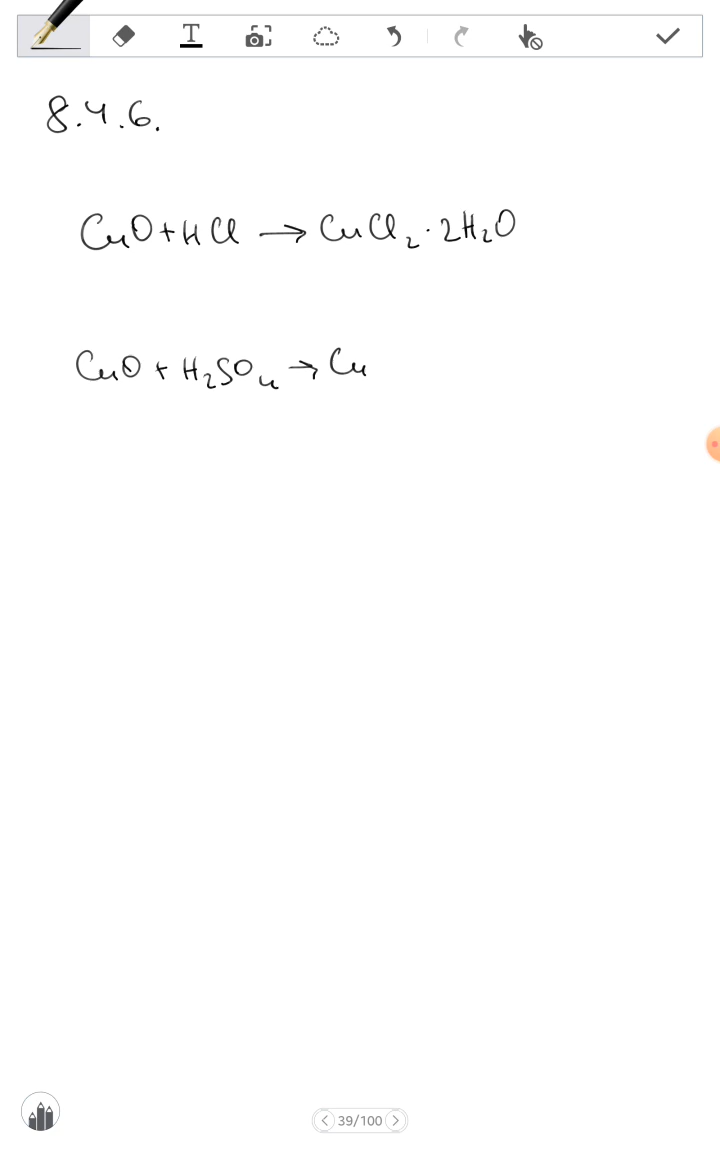 T
8.4.6.
CuO + HCl → CuCl₂ · 2H₂O
CuO + H₂SO₄ → Cu
39/100